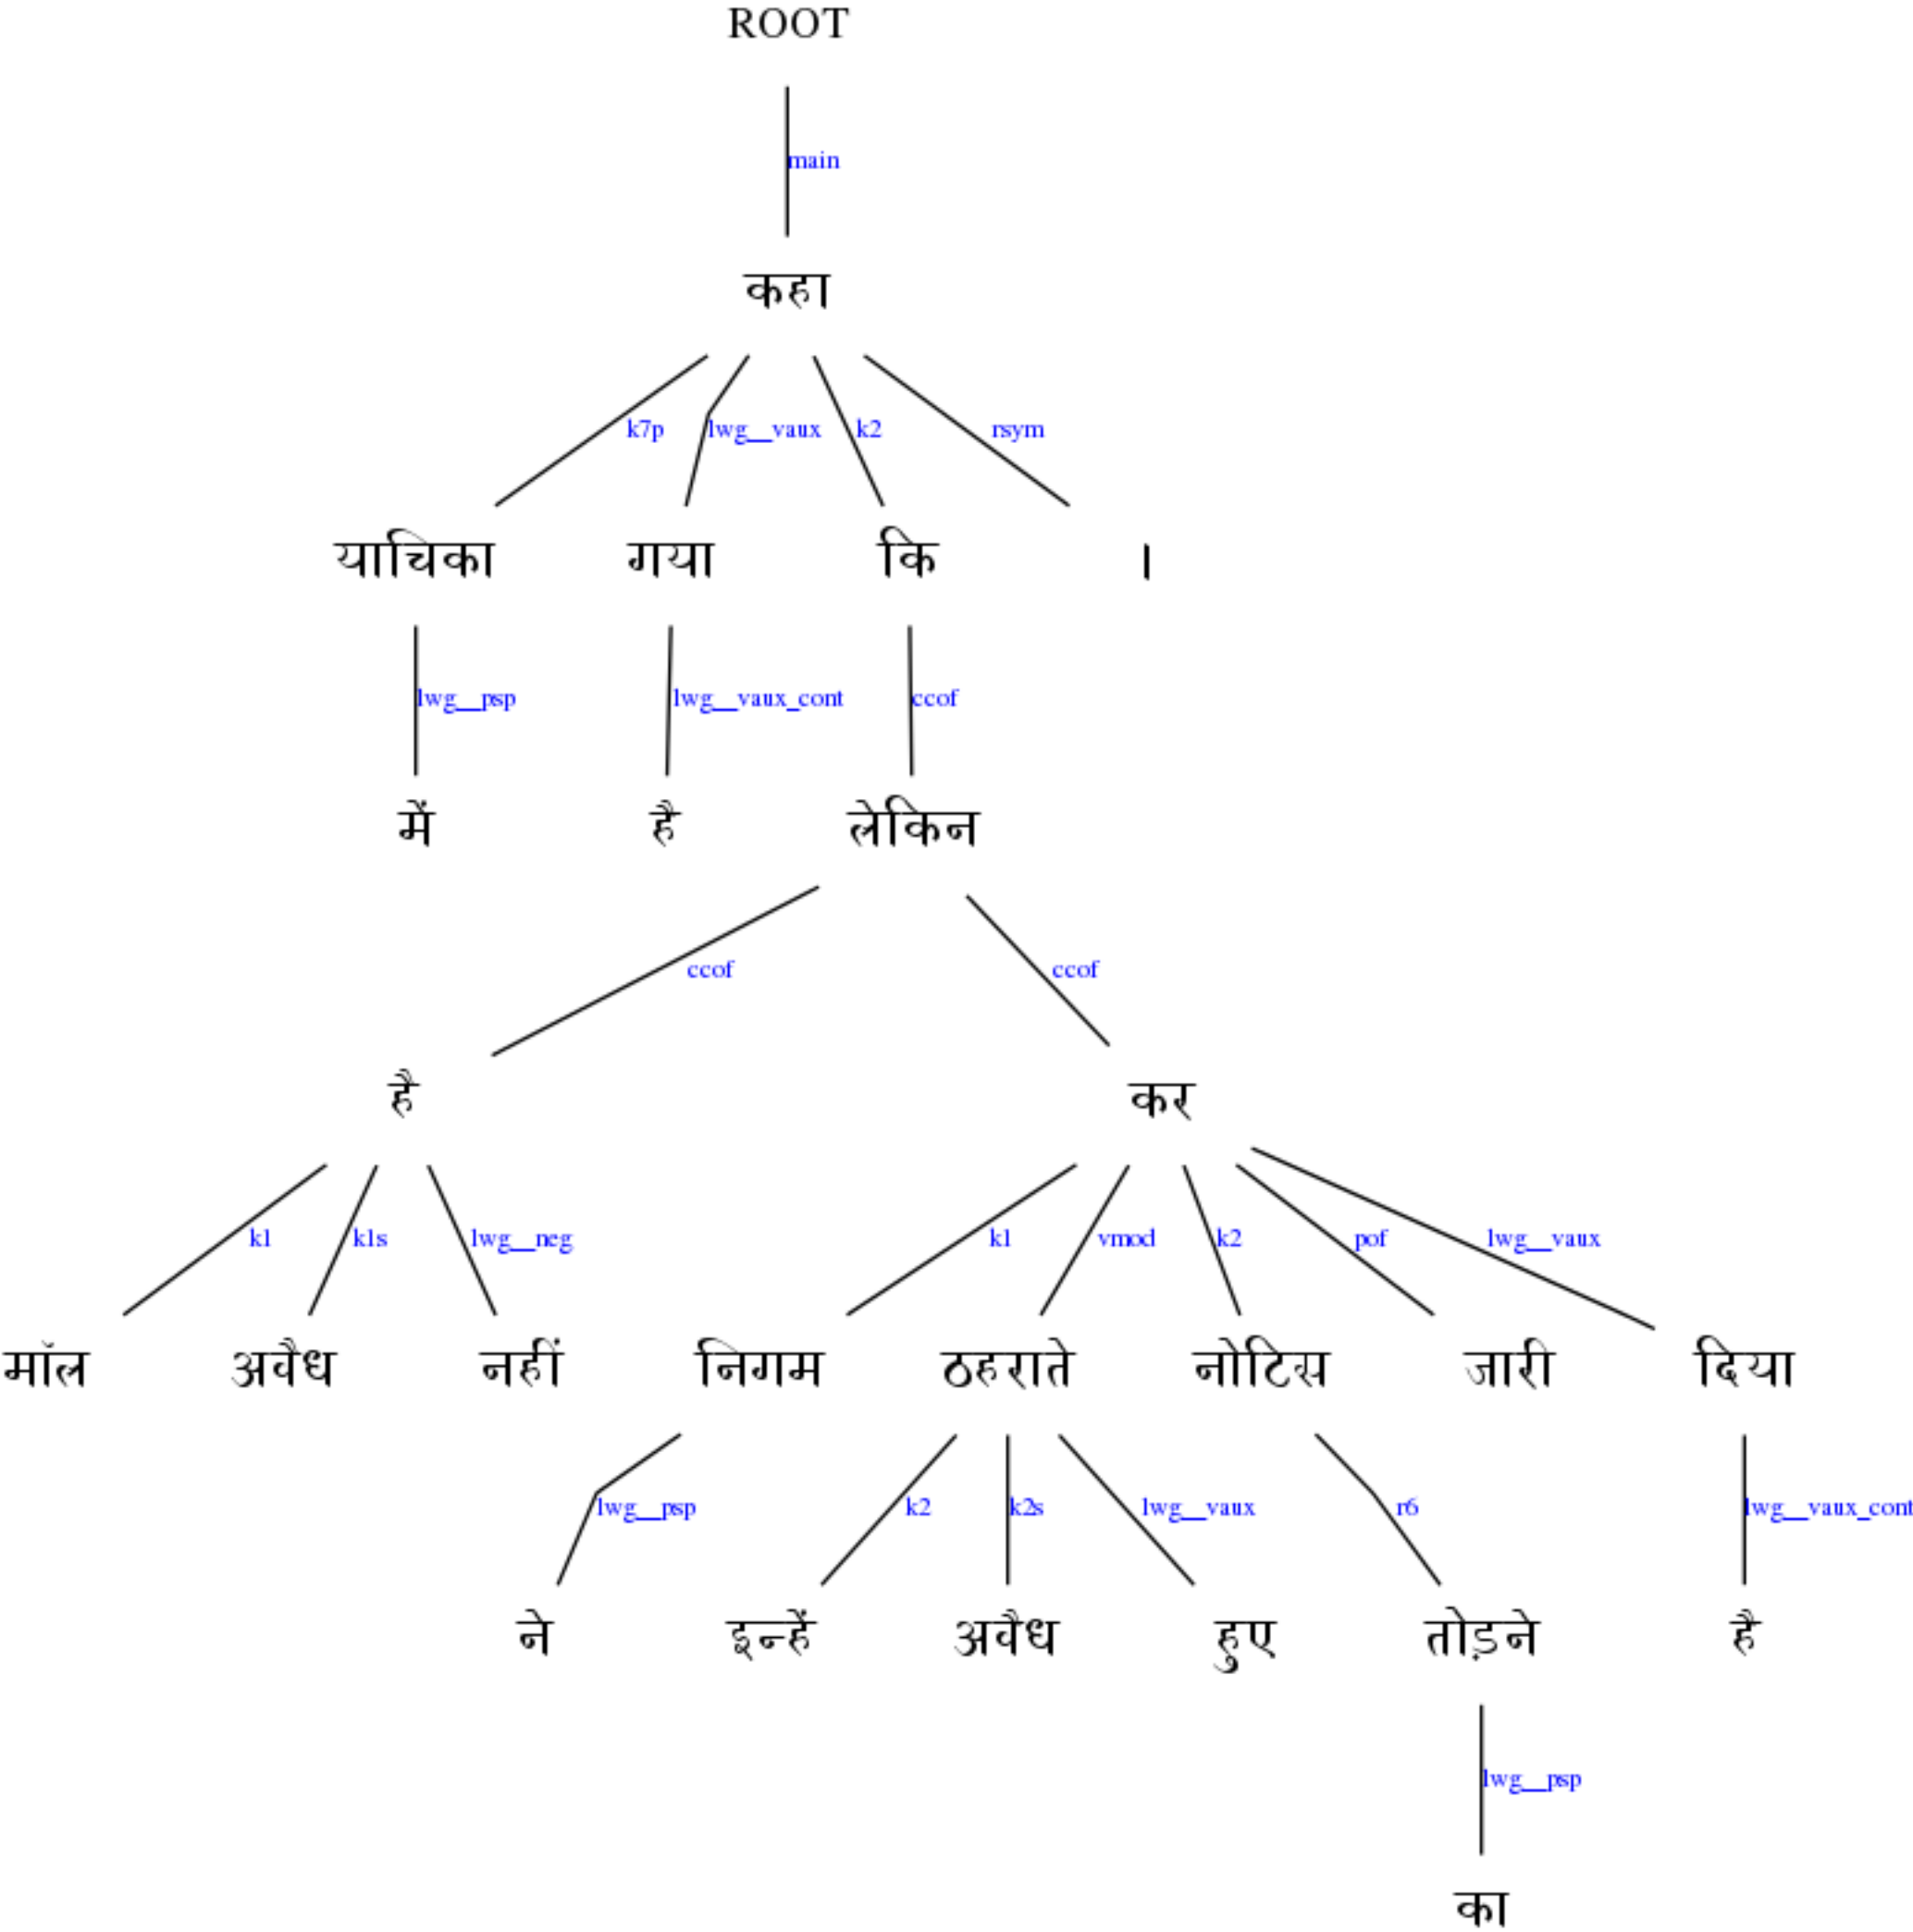 ROOT
main
कहा
k7p lwg__vaux k2 rsym
याचिका गया कि ।
lwg__psp lwg__vaux_cont ccof
में है लेकिन
ccof ccof
है कर
k1 k1s lwg__neg k1 vmod k2 pof lwg__vaux
मॉल अवैध नहीं निगम ठहराते नोटिस जारी दिया
lwg__psp k2 k2s lwg__vaux r6 lwg__vaux_cont
ने इन्हें अवैध हुए तोड़ने है
lwg__psp
का